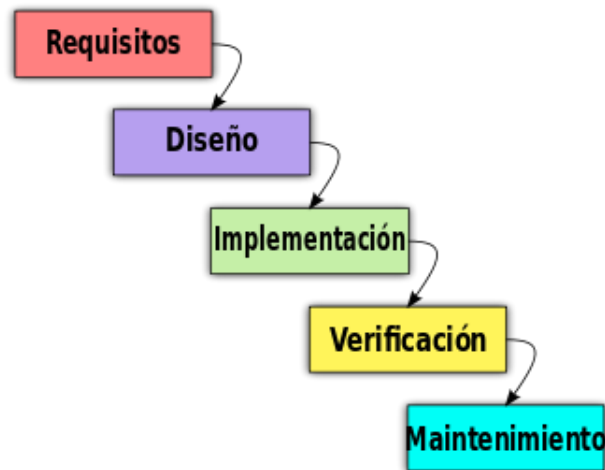 Requisitos
Diseño
Implementación
Verificación
Maintenimiento